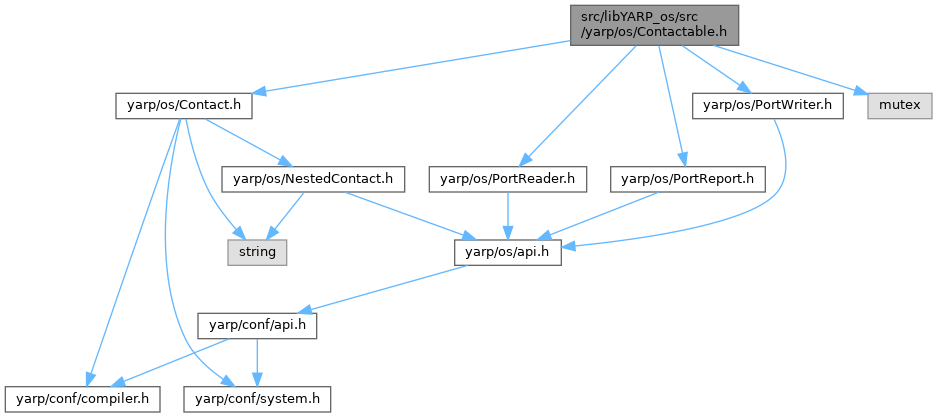 src/libYARP_os/src
/yarp/os/Contactable.h
yarp/os/Contact.h
yarp/os/PortWriter.h
mutex
yarp/os/NestedContact.h
yarp/os/PortReader.h
yarp/os/PortReport.h
string
yarp/os/api.h
yarp/conf/api.h
yarp/conf/compiler.h
yarp/conf/system.h